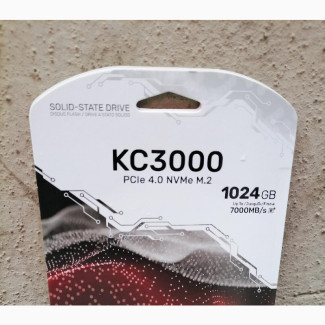 SOLID-STATE DRIVE
KC3000
PCIe 4.0 NVMe M.2
1024GB
7000MB/s